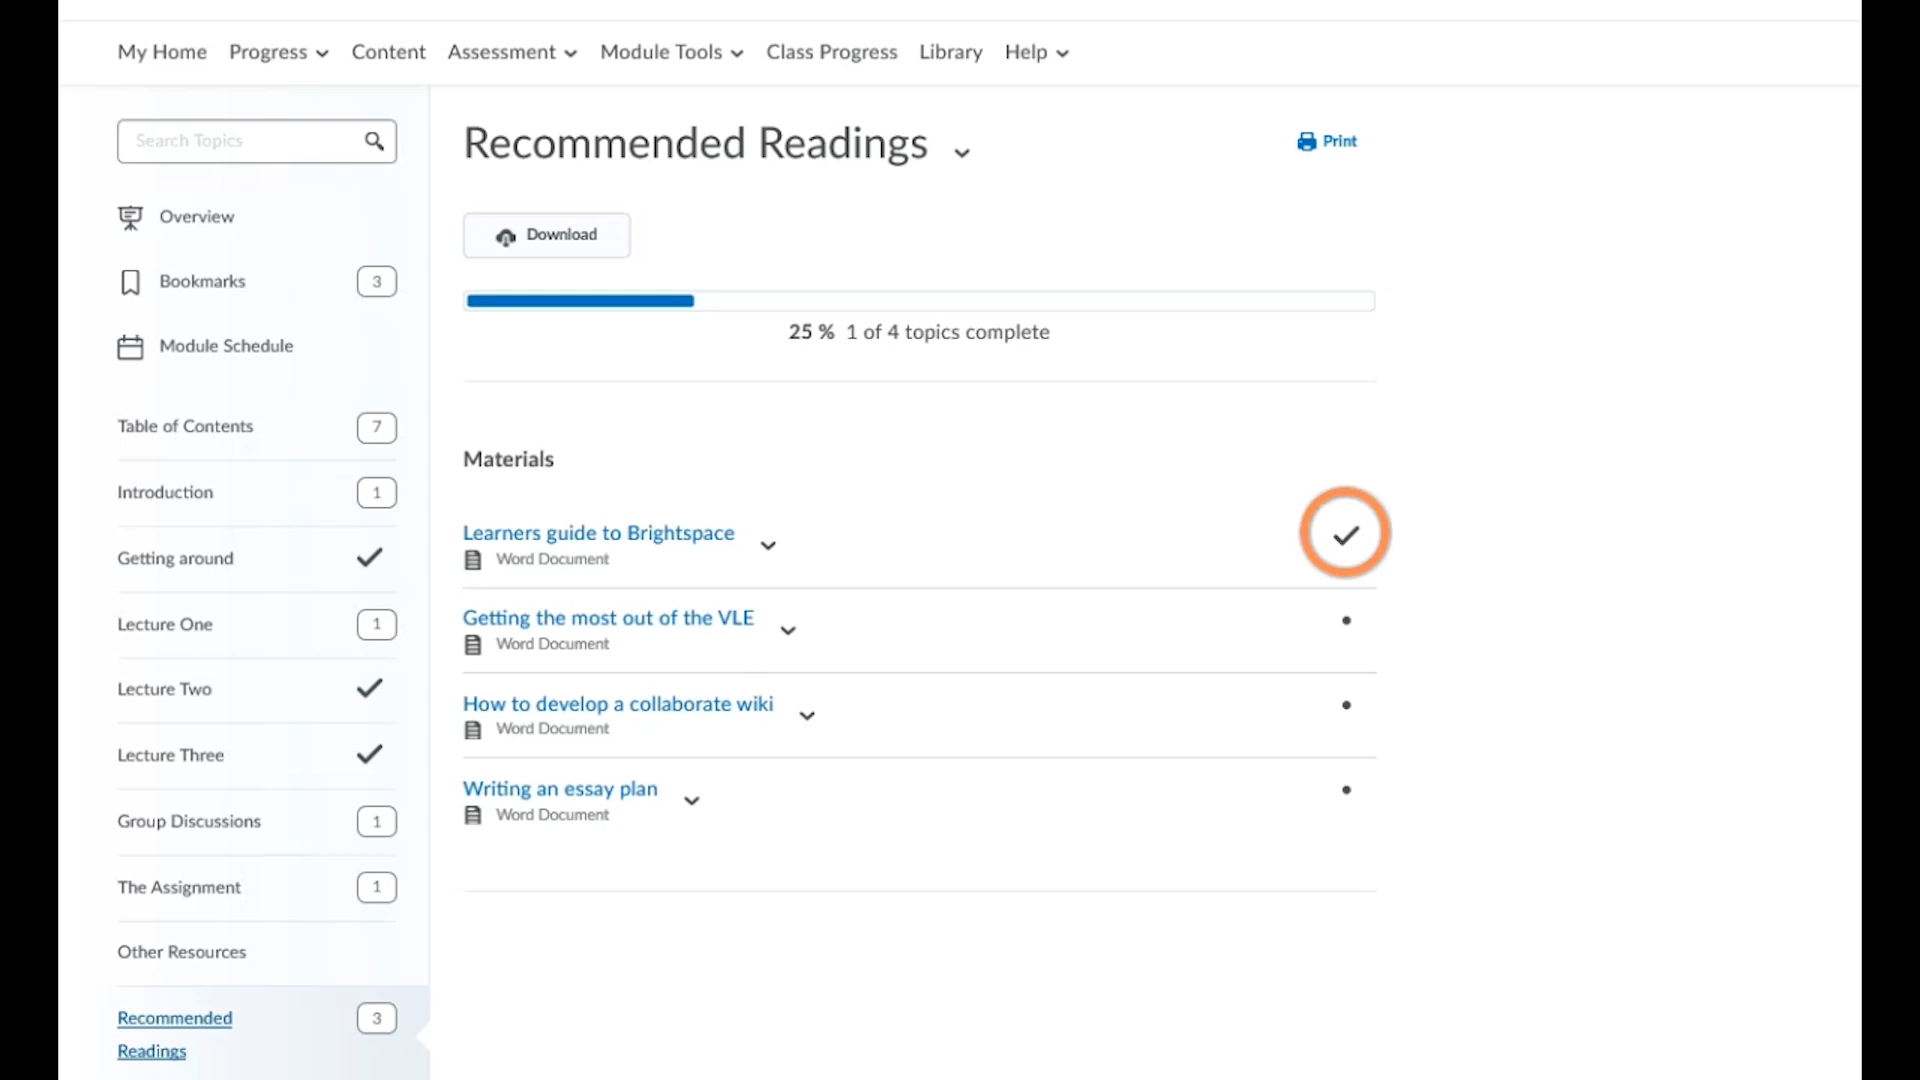 My Home Progress Content Assessment Module Tools Class Progress Library Help
Search Topics
Overview
Bookmarks 3
Module Schedule
Table of Contents 7
Introduction 1
Getting around
Lecture One 1
Lecture Two
Lecture Three
Group Discussions 1
The Assignment 1
Other Resources
Recommended 3
Readings
Recommended Readings
Print
Download
25 % 1 of 4 topics complete
Materials
Learners guide to Brightspace
Word Document
Getting the most out of the VLE
Word Document
How to develop a collaborate wiki
Word Document
Writing an essay plan
Word Document